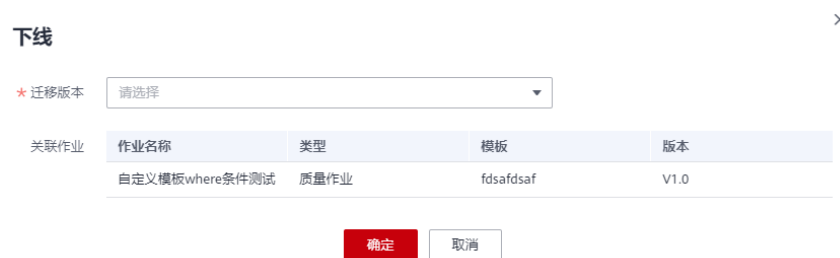 下线
* 迁移版本 请选择
关联作业 作业名称 类型 模板 版本
自定义模板where条件测试 质量作业 fdsafdsaf V1.0
确定 取消